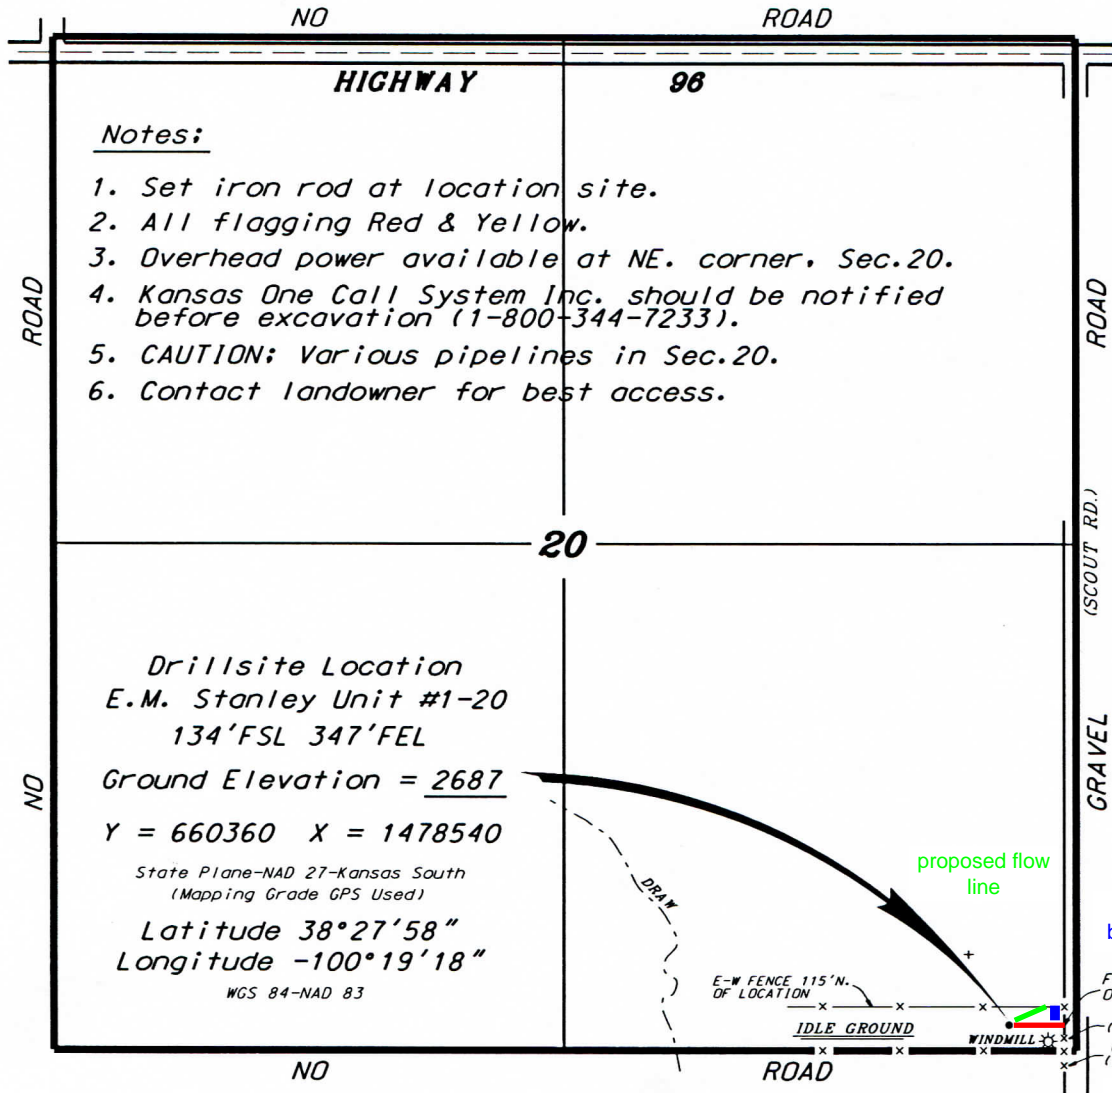 NO ROAD
HIGHWAY 96
Notes:
1. Set iron rod at location site.
2. All flagging Red & Yellow.
3. Overhead power available at NE. corner, Sec.20.
4. Kansas One Call System Inc. should be notified
before excavation (1-800-344-7233).
5. CAUTION: Various pipelines in Sec.20.
6. Contact landowner for best access.
ROAD
NO
ROAD
(SCOUT RD.)
GRAVEL
20
Drillsite Location
E.M. Stanley Unit #1-20
134'FSL 347'FEL
Ground Elevation = 2687
Y = 660360 X = 1478540
State Plane-NAD 27-Kansas South
(Mapping Grade GPS Used)
Latitude 38°27'58"
Longitude -100°19'18"
WGS 84-NAD 83
DRAW
proposed flow
line
E-W FENCE 115'N.
OF LOCATION
IDLE GROUND
WINDMILL
NO ROAD